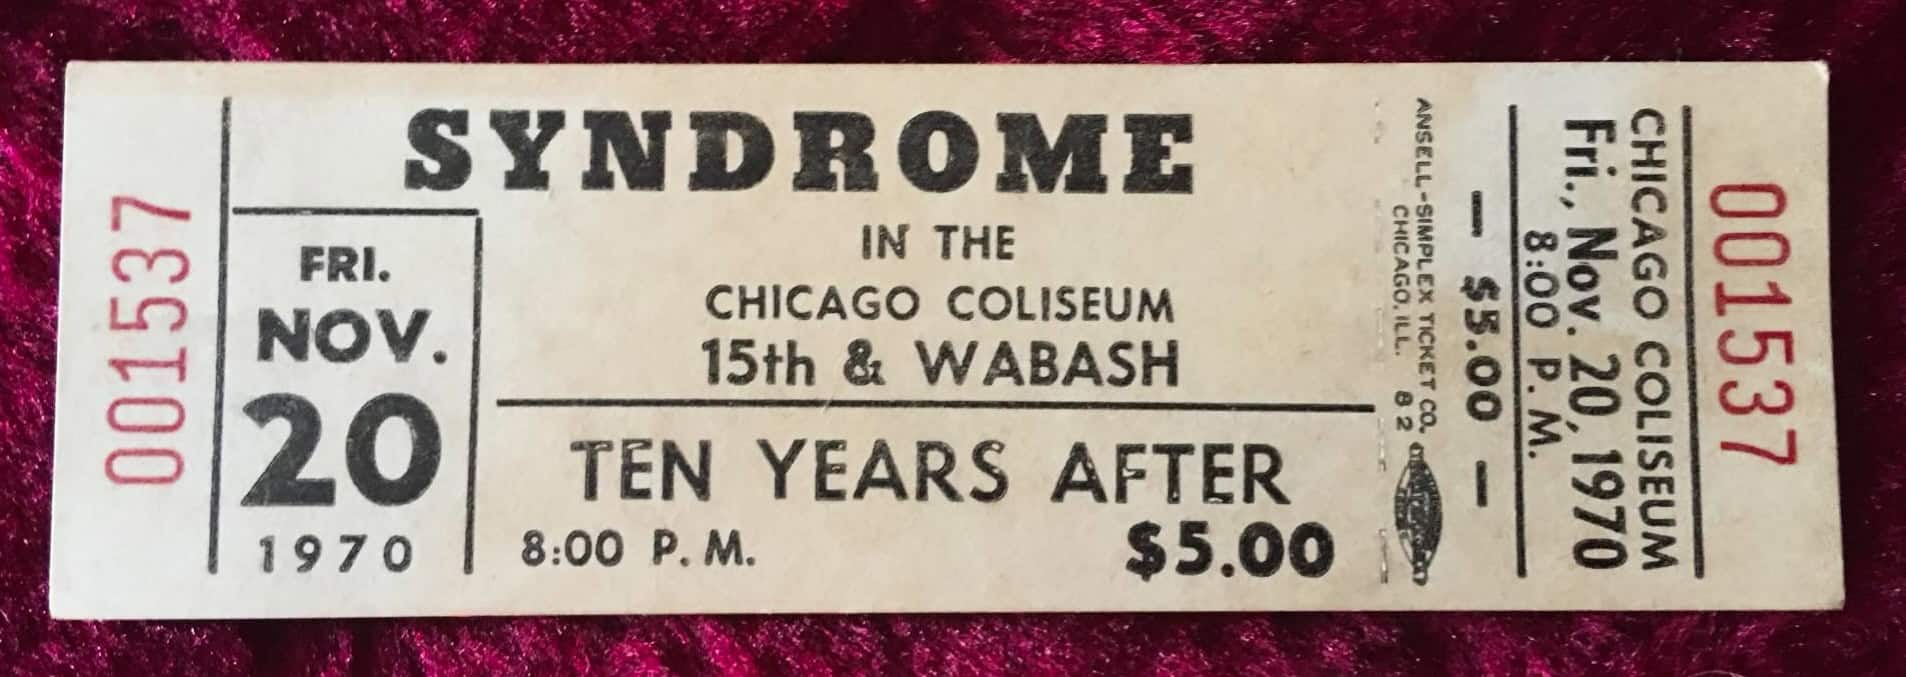 001537
SYNDROME
FRI.
NOV.
20
1970
IN THE
CHICAGO COLISEUM
15th & WABASH
TEN YEARS AFTER
8:00 P. M.
$5.00
ANSELL-SIMPLEX TICKET CO.
CHICAGO, ILL. 82
— $5.00 —
CHICAGO COLISEUM
Fri., Nov. 20, 1970
8:00 P. M.
001537